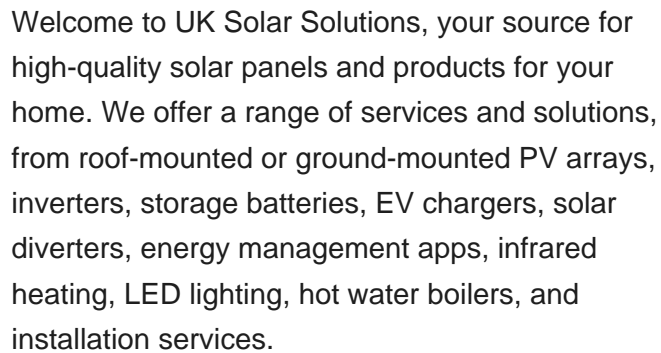 Welcome to UK Solar Solutions, your source for
high-quality solar panels and products for your
home. We offer a range of services and solutions,
from roof-mounted or ground-mounted PV arrays,
inverters, storage batteries, EV chargers, solar
diverters, energy management apps, infrared
heating, LED lighting, hot water boilers, and
installation services.